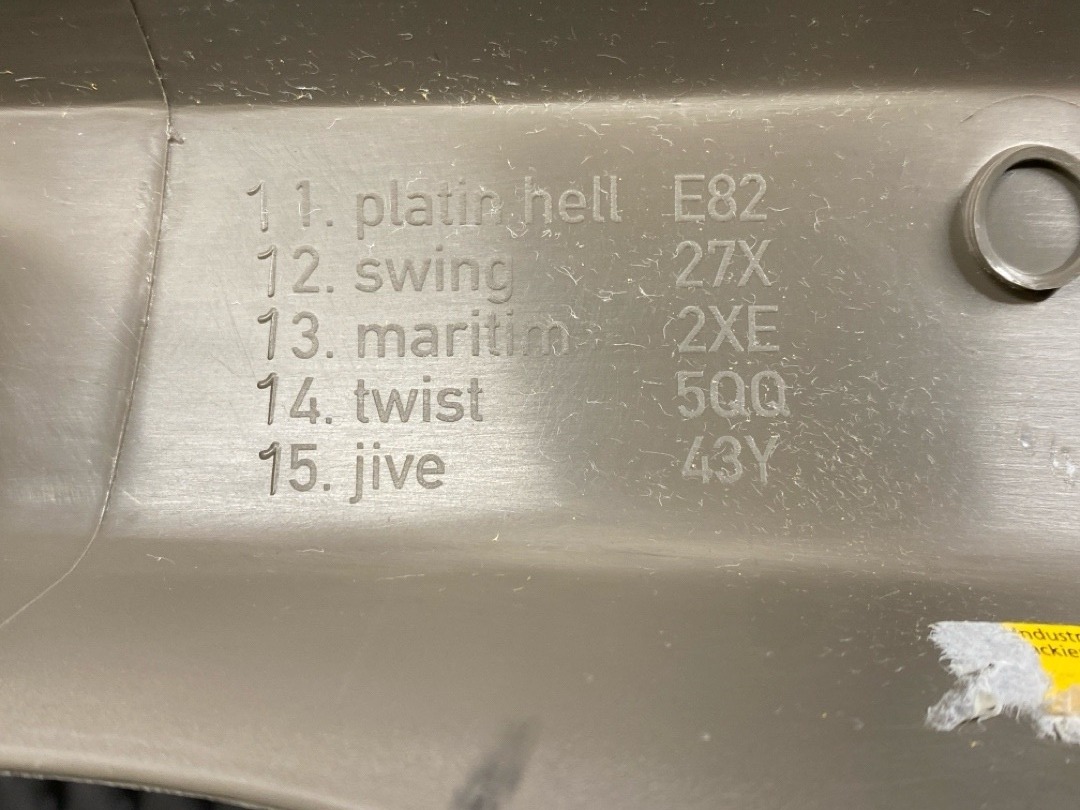 11. platin hell E82
12. swing 27X
13. maritim 2XE
14. twist 5QQ
15. jive 43Y